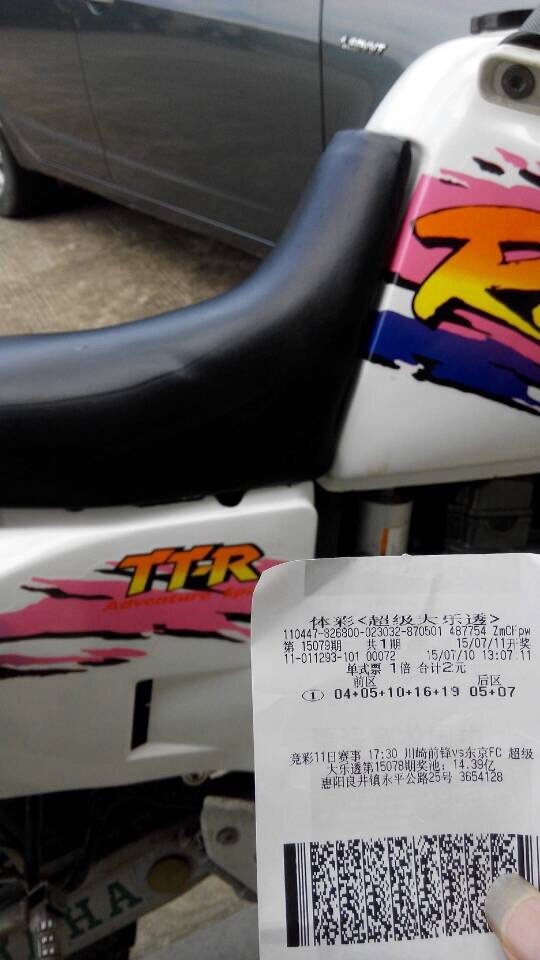 TT-R
体彩<超级大乐透>
110447-826800-023032-870501 487754
第 15079期 共1期 15/07/11开奖
11-011293-101 00072 15/07/10 13:07:11
单式票 1倍 合计2元
前区 后区
① 04+05+10+16+19 05+07
竞彩11日赛事 17:30 川崎前锋vs东京FC 超级
大乐透第15078期奖池：14.39亿
惠阳良井镇永平公路25号 3654128